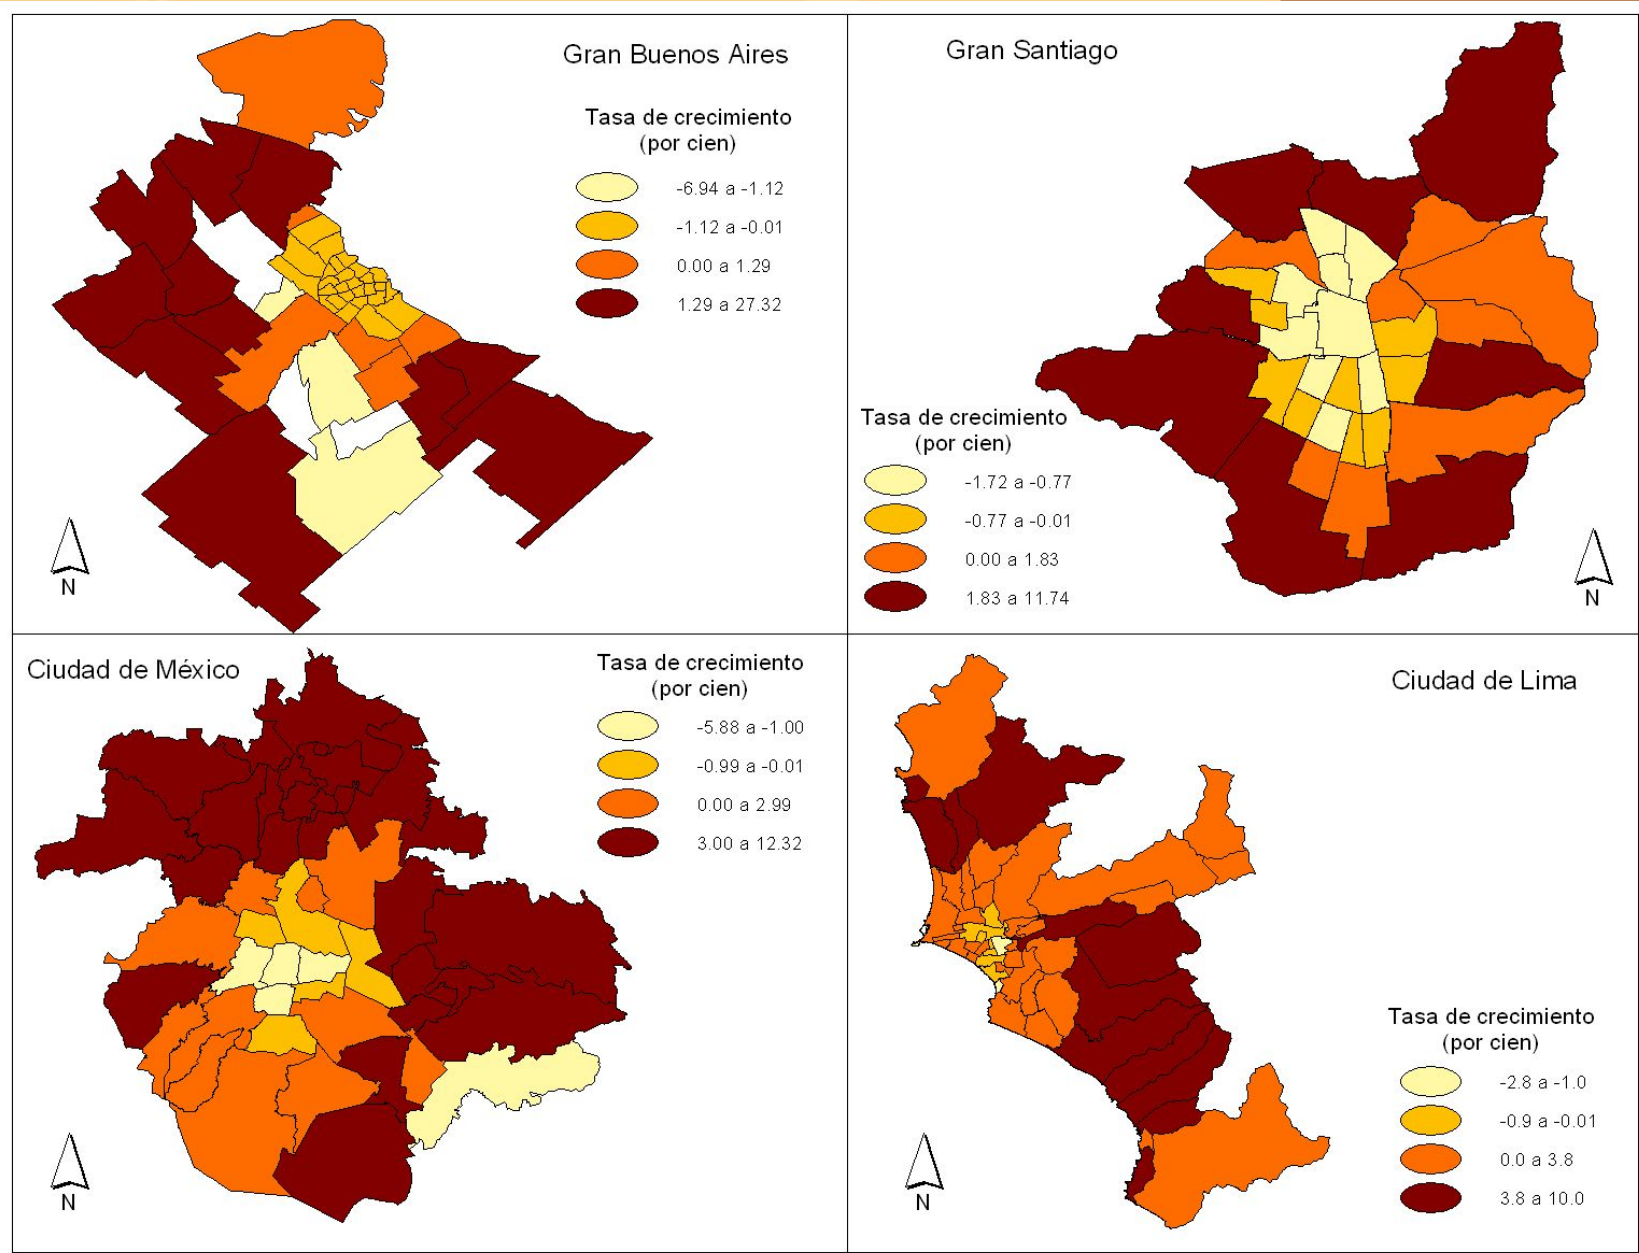 Gran Buenos Aires
Tasa de crecimiento
(por cien)
-6.94 a -1.12
-1.12 a -0.01
0.00 a 1.29
1.29 a 27.32
N
Gran Santiago
Tasa de crecimiento
(por cien)
-1.72 a -0.77
-0.77 a -0.01
0.00 a 1.83
1.83 a 11.74
N
Ciudad de México
Tasa de crecimiento
(por cien)
-5.88 a -1.00
-0.99 a -0.01
0.00 a 2.99
3.00 a 12.32
N
Ciudad de Lima
Tasa de crecimiento
(por cien)
-2.8 a -1.0
-0.9 a -0.01
0.0 a 3.8
3.8 a 10.0
N